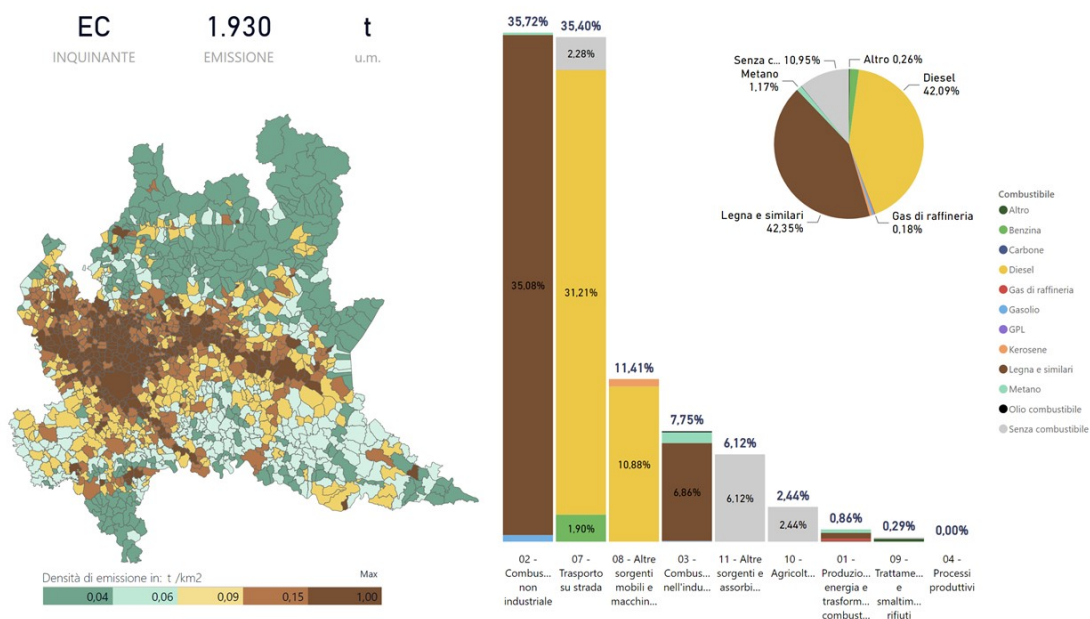 EC
INQUINANTE
1.930
EMISSIONE
t
u.m.
Densità di emissione in: t /km2
Max
0,04
0,06
0,09
0,15
1,00
35,72%
35,40%
2,28%
35,08%
31,21%
1,90%
11,41%
10,88%
7,75%
6,86%
6,12%
6,12%
2,44%
2,44%
0,86%
0,29%
0,00%
02 -
Combus...
non
industriale
07 -
Trasporto
su strada
08 - Altre
sorgenti
mobili e
macchin...
03 -
Combus...
nell'indu...
11 - Altre
sorgenti e
assorbi...
10 -
Agricolt...
01 -
Produzio...
energia e
trasform...
combust...
09 -
Trattame...
e
smaltim...
rifiuti
04 -
Processi
produttivi
Senza c... 10,95%
Altro 0,26%
Metano
1,17%
Diesel
42,09%
Legna e similari
42,35%
Gas di raffineria
0,18%
Combustibile
Altro
Benzina
Carbone
Diesel
Gas di raffineria
Gasolio
GPL
Kerosene
Legna e similari
Metano
Olio combustibile
Senza combustibile